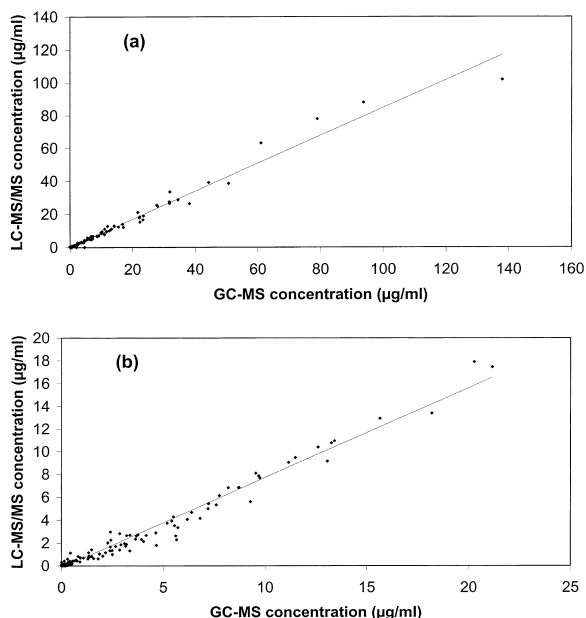 (a)
LC-MS/MS concentration (µg/ml)
140
120
100
80
60
40
20
0
0 20 40 60 80 100 120 140 160
GC-MS concentration (µg/ml)
(b)
LC-MS/MS concentration (µg/ml)
20
18
16
14
12
10
8
6
4
2
0
0 5 10 15 20 25
GC-MS concentration (µg/ml)